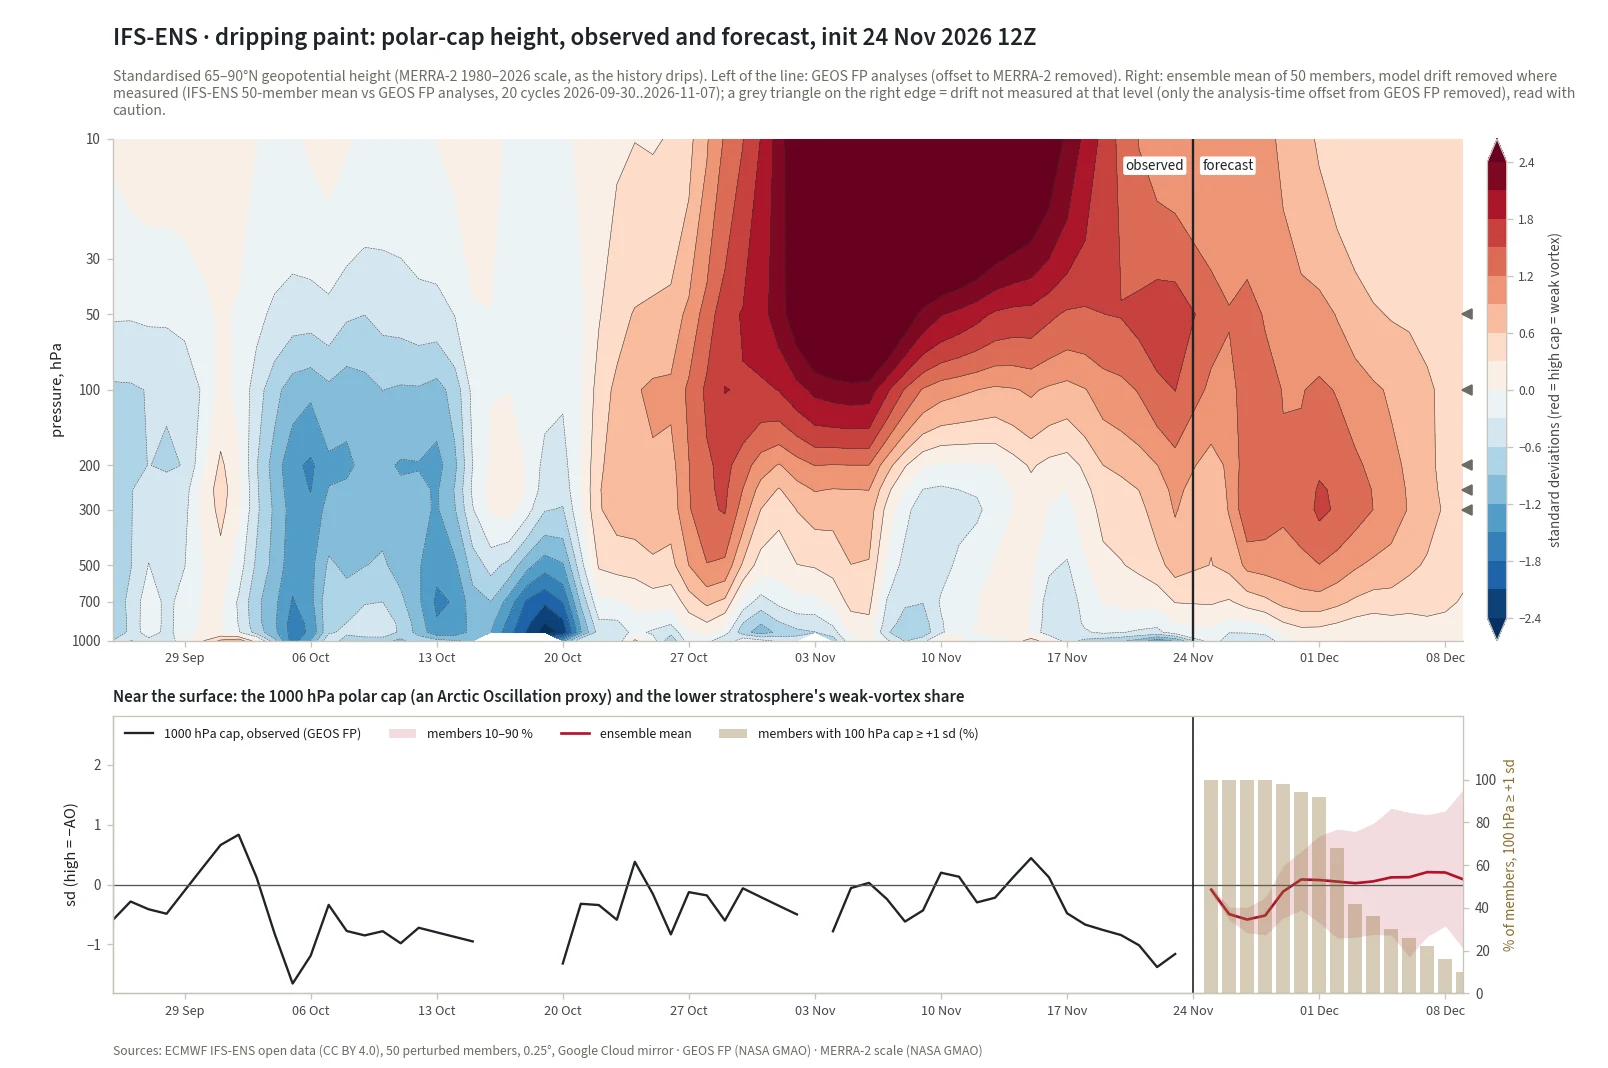 IFS-ENS · dripping paint: polar-cap height, observed and forecast, init 24 Nov 2026 12Z
Standardised 65–90°N geopotential height (MERRA-2 1980–2026 scale, as the history drips). Left of the line: GEOS FP analyses (offset to MERRA-2 removed). Right: ensemble mean of 50 members, model drift removed where
measured (IFS-ENS 50-member mean vs GEOS FP analyses, 20 cycles 2026-09-30..2026-11-07); a grey triangle on the right edge = drift not measured at that level (only the analysis-time offset from GEOS FP removed), read with
caution.
observed forecast
pressure, hPa
10
30
50
100
200
300
500
700
1000
29 Sep 06 Oct 13 Oct 20 Oct 27 Oct 03 Nov 10 Nov 17 Nov 24 Nov 01 Dec 08 Dec
2.4
1.8
1.2
0.6
0.0
−0.6
−1.2
−1.8
−2.4
standard deviations (red = high cap = weak vortex)
Near the surface: the 1000 hPa polar cap (an Arctic Oscillation proxy) and the lower stratosphere's weak-vortex share
1000 hPa cap, observed (GEOS FP) members 10–90 % ensemble mean members with 100 hPa cap ≥ +1 sd (%)
sd (high = −AO)
2
1
0
−1
100
80
60
40
20
0
% of members, 100 hPa ≥ +1 sd
29 Sep 06 Oct 13 Oct 20 Oct 27 Oct 03 Nov 10 Nov 17 Nov 24 Nov 01 Dec 08 Dec
Sources: ECMWF IFS-ENS open data (CC BY 4.0), 50 perturbed members, 0.25°, Google Cloud mirror · GEOS FP (NASA GMAO) · MERRA-2 scale (NASA GMAO)